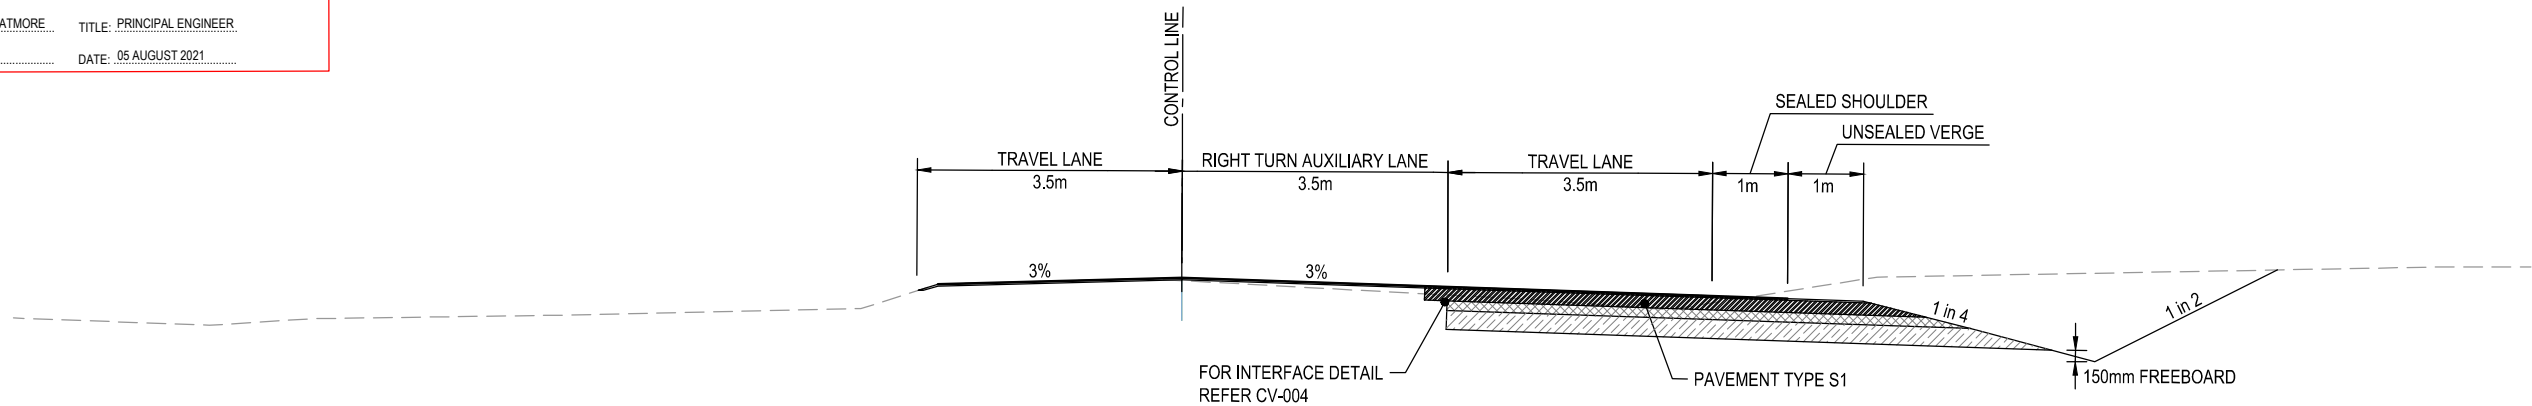 TITLE: PRINCIPAL ENGINEER
DATE: 05 AUGUST 2021
CONTROL LINE
SEALED SHOULDER
UNSEALED VERGE
TRAVEL LANE
3.5m
RIGHT TURN AUXILIARY LANE
3.5m
TRAVEL LANE
3.5m
1m
1m
3%
3%
1 in 4
1 in 2
FOR INTERFACE DETAIL
REFER CV-004
PAVEMENT TYPE S1
150mm FREEBOARD